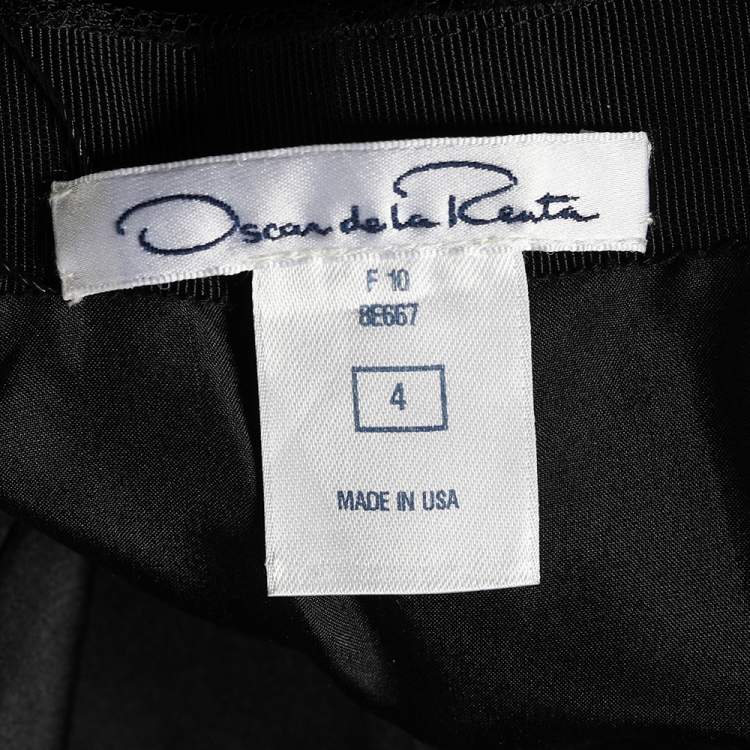 Oscar de la Renta
F 10
8E667
4
MADE IN USA